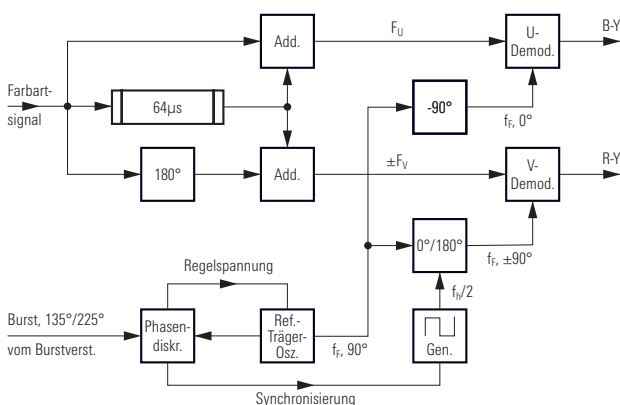 Add.
F_U
U-
Demod.
B-Y
Farbart-
signal
64µs
-90°
f_F, 0°
180°
Add.
±F_V
V-
Demod.
R-Y
0°/180°
f_F, ±90°
Regelspannung
f_h/2
Burst, 135°/225°
vom Burstverst.
Phasen-
diskr.
Ref.-
Träger-
Osz.
f_F, 90°
Gen.
Synchronisierung